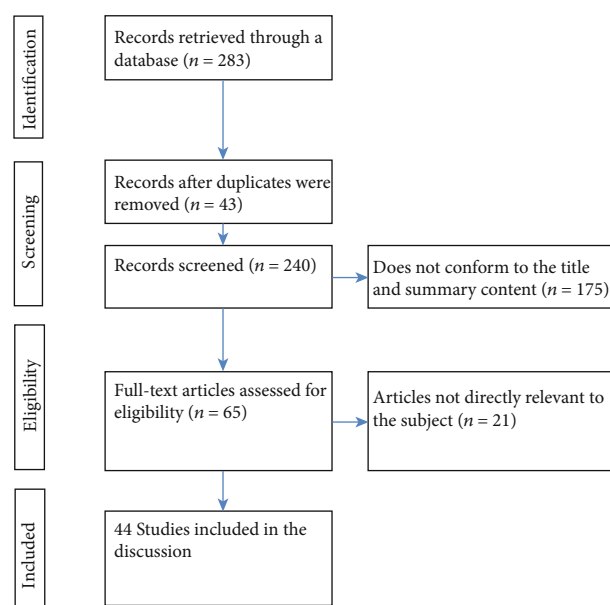 Identification
Records retrieved through a
database (n = 283)
Screening
Records after duplicates were
removed (n = 43)
Records screened (n = 240)
Does not conform to the title
and summary content (n = 175)
Eligibility
Full-text articles assessed for
eligibility (n = 65)
Articles not directly relevant to
the subject (n = 21)
Included
44 Studies included in the
discussion